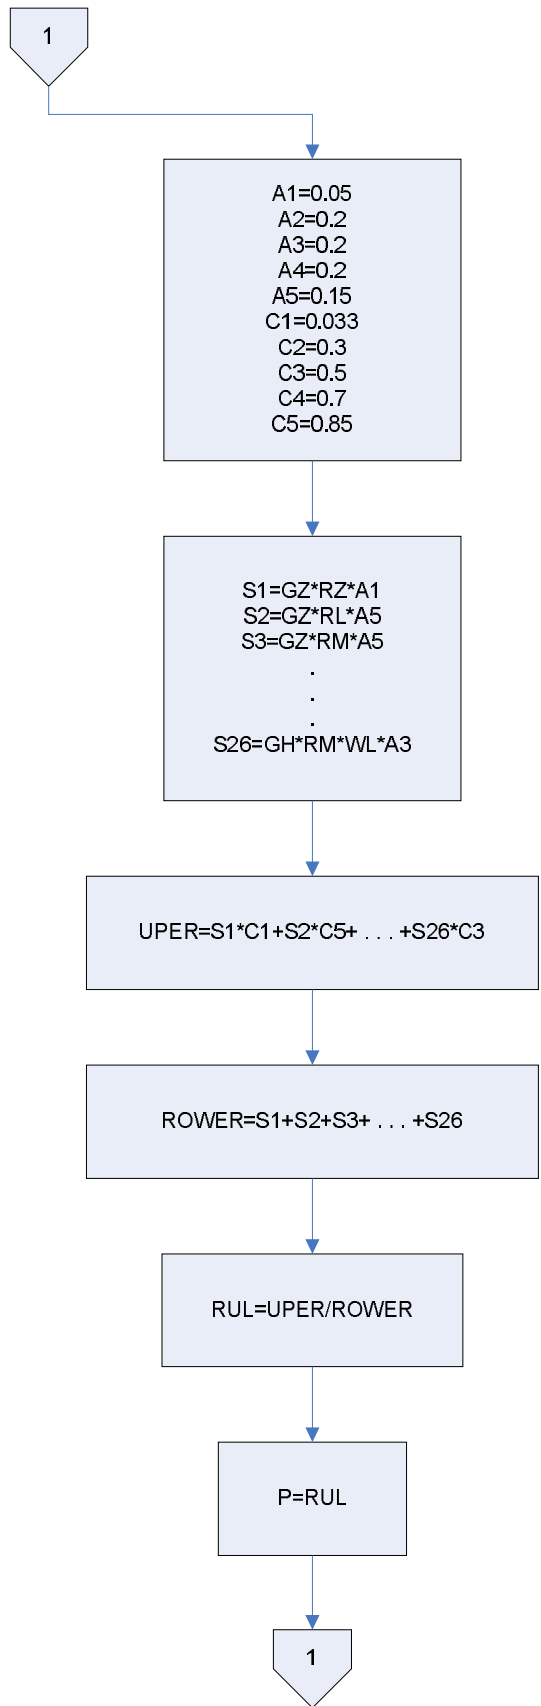 1
A1=0.05
A2=0.2
A3=0.2
A4=0.2
A5=0.15
C1=0.033
C2=0.3
C3=0.5
C4=0.7
C5=0.85
S1=GZ*RZ*A1
S2=GZ*RL*A5
S3=GZ*RM*A5
.
.
.
S26=GH*RM*WL*A3
UPER=S1*C1+S2*C5+ . . . +S26*C3
ROWER=S1+S2+S3+ . . . +S26
RUL=UPER/ROWER
P=RUL
1